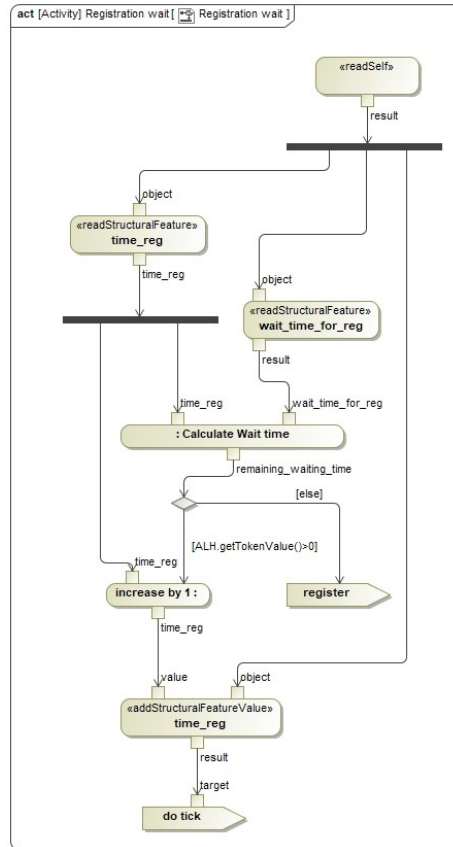 act [Activity] Registration wait [ Registration wait ]
«readSelf»
result
object
«readStructuralFeature»
time_reg
time_reg
object
«readStructuralFeature»
wait_time_for_reg
result
time_reg
wait_time_for_reg
: Calculate Wait time
remaining_waiting_time
[else]
[ALH.getTokenValue()>0]
time_reg
increase by 1 :
register
time_reg
value
object
«addStructuralFeatureValue»
time_reg
result
target
do tick